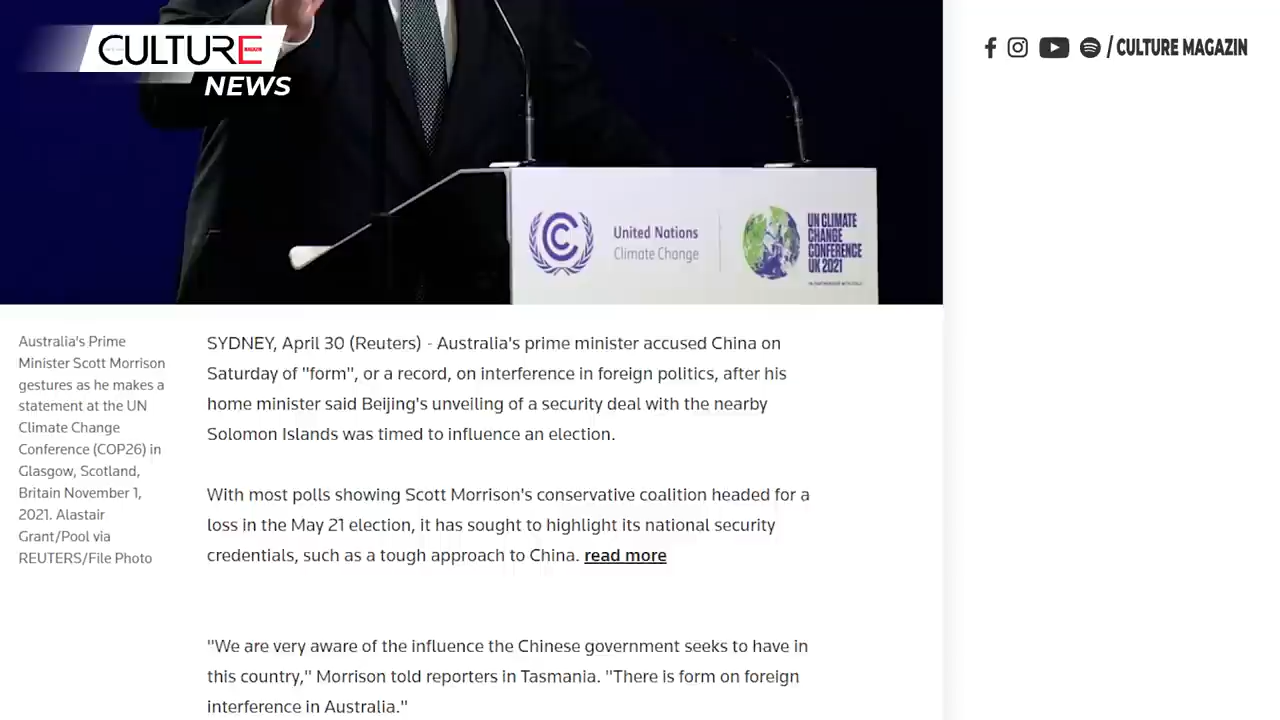 CULTURE
NEWS
/ CULTURE MAGAZIN
United Nations
Climate Change
UN CLIMATE
CHANGE
CONFERENCE
UK 2021
Australia's Prime
Minister Scott Morrison
gestures as he makes a
statement at the UN
Climate Change
Conference (COP26) in
Glasgow, Scotland,
Britain November 1,
2021. Alastair
Grant/Pool via
REUTERS/File Photo
SYDNEY, April 30 (Reuters) - Australia's prime minister accused China on
Saturday of "form", or a record, on interference in foreign politics, after his
home minister said Beijing's unveiling of a security deal with the nearby
Solomon Islands was timed to influence an election.
With most polls showing Scott Morrison's conservative coalition headed for a
loss in the May 21 election, it has sought to highlight its national security
credentials, such as a tough approach to China. read more
"We are very aware of the influence the Chinese government seeks to have in
this country," Morrison told reporters in Tasmania. "There is form on foreign
interference in Australia."